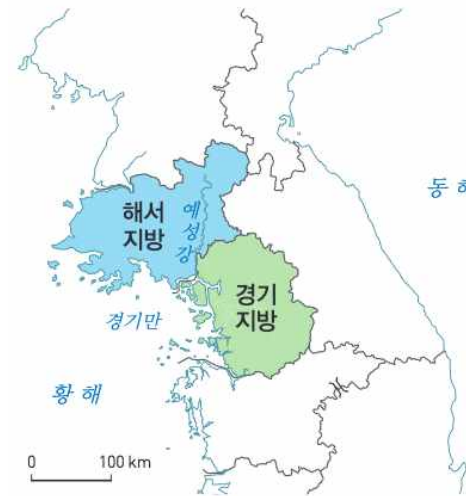 동 해
해서
지방
예성강
경기
지방
경기만
황 해
0 100 km